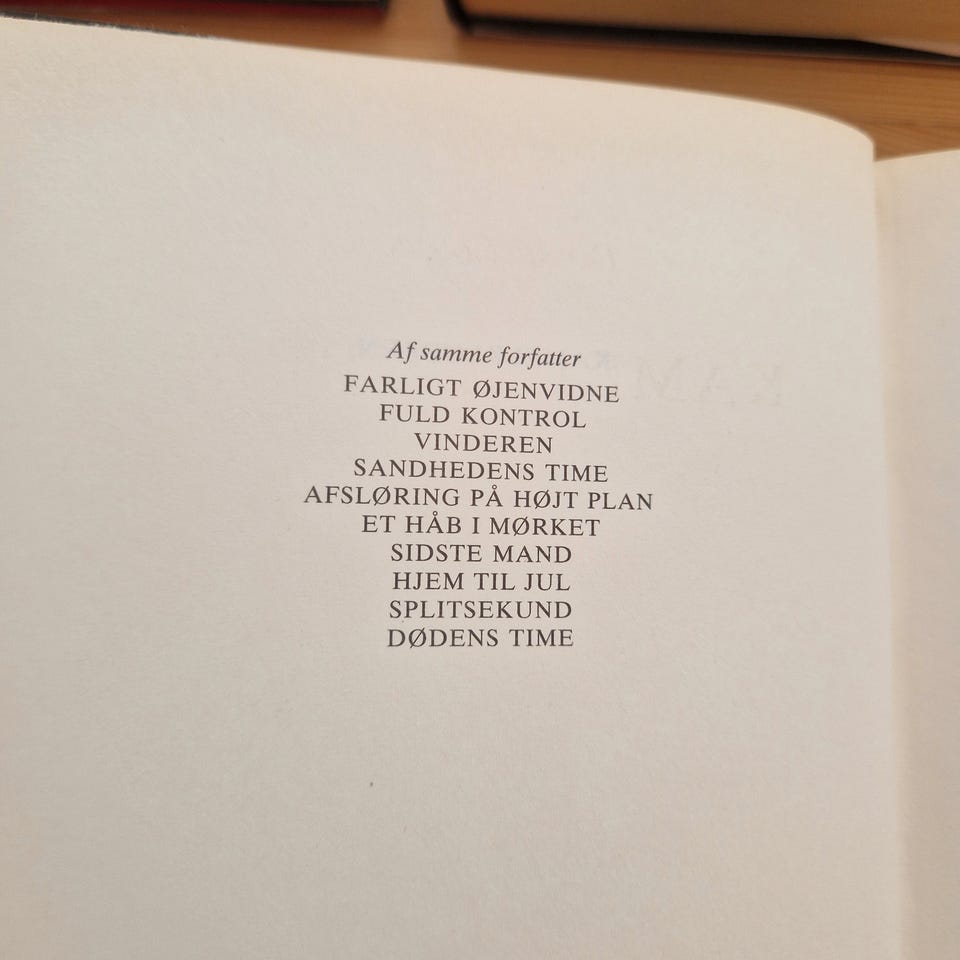 Af samme forfatter
FARLIGT ØJENVIDNE
FULD KONTROL
VINDEREN
SANDHEDENS TIME
AFSLØRING PÅ HØJT PLAN
ET HÅB I MØRKET
SIDSTE MAND
HJEM TIL JUL
SPLITSEKUND
DØDENS TIME